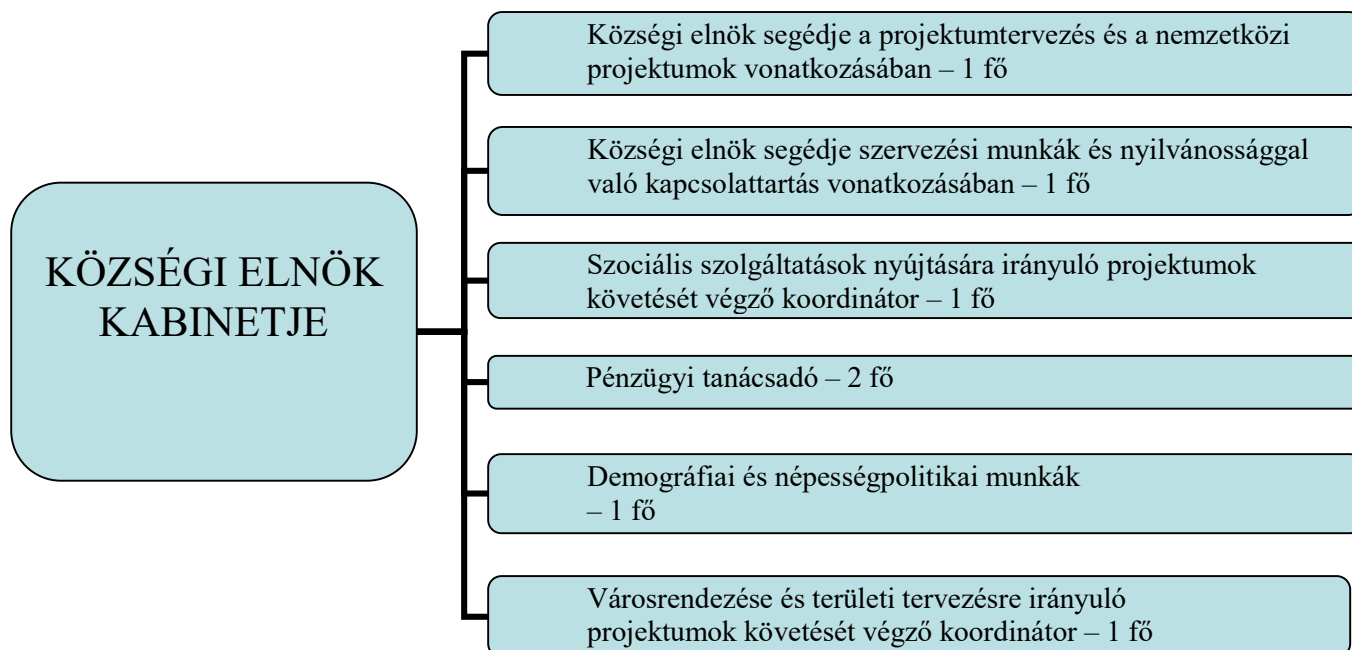 Községi elnök segédje a projektumtervezés és a nemzetközi
projektumok vonatkozásában – 1 fő
Községi elnök segédje szervezési munkák és nyilvánossággal
való kapcsolattartás vonatkozásában – 1 fő
KÖZSÉGI ELNÖK
KABINETJE
Szociális szolgáltatások nyújtására irányuló projektumok
követését végző koordinátor – 1 fő
Pénzügyi tanácsadó – 2 fő
Demográfiai és népességpolitikai munkák
– 1 fő
Városrendezése és területi tervezésre irányuló
projektumok követését végző koordinátor – 1 fő